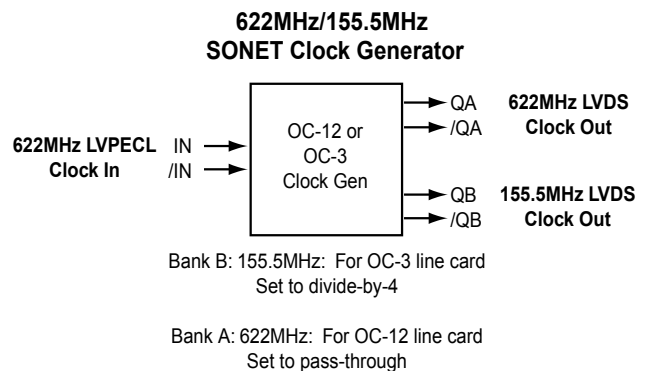 622MHz/155.5MHz
SONET Clock Generator
622MHz LVPECL
Clock In
IN
/IN
OC-12 or
OC-3
Clock Gen
QA
/QA
622MHz LVDS
Clock Out
QB
/QB
155.5MHz LVDS
Clock Out
Bank B: 155.5MHz: For OC-3 line card
Set to divide-by-4
Bank A: 622MHz: For OC-12 line card
Set to pass-through